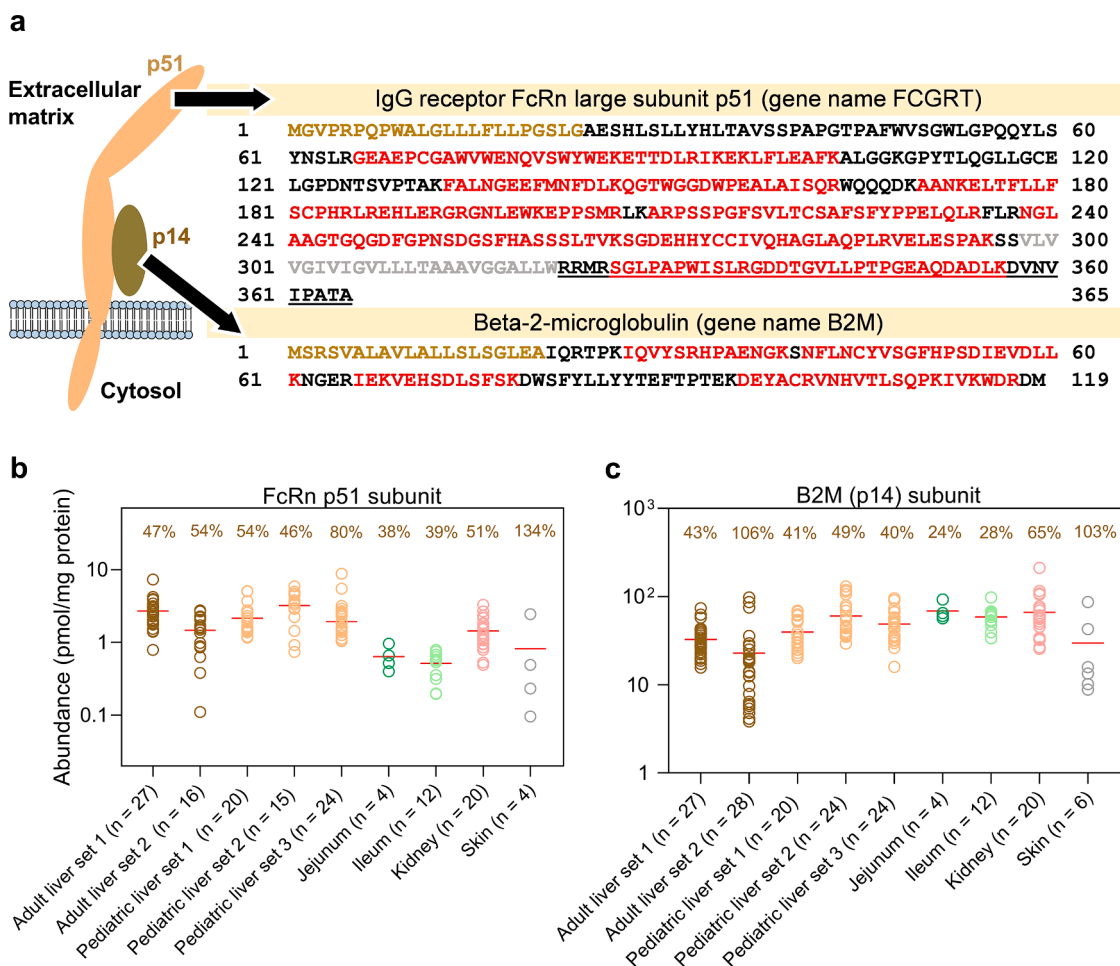 a
p51
Extracellular
matrix
p14
Cytosol
IgG receptor FcRn large subunit p51 (gene name FCGRT)
1 MGVPRPQPWALGLLLFLLPGSLGAESHLSLLYHLTAVSSPAPGTPAFWVSGWLGPQQYLS 60
61 YNSLRGEAEPCGAWVWENQVSWYWEKETTDLRIKEKLFLEAFKALGGKGPYTLQGLLGCE 120
121 LGPDNTSVPTAKFALNGEEFMNFDLKQGTWGGDWPEALAISQRWQQQDKAANKELTFLLF 180
181 SCPHRLREHLERGRGNLEWKEPPSMRLKARPSSPGFSVLTCSAFSFYPPELQLRFLRNGL 240
241 AAGTGQGDFGPNSDGSFHASSSLTVKSGDEHHYCCIVQHAGLAQPLRVELESPAKSSVLV 300
301 VGIVIGVLLLTAAAVGGALLWRRMRSGLPAPWISLRGDDTGVLLPTPGEAQDADLKDVNV 360
361 IPATA 365
Beta-2-microglobulin (gene name B2M)
1 MSRSVALAVLALLSLSGLEAIQRTPKIQVYSRHPAENGKSNFLNCYVSGFHPSDIEVDLL 60
61 KNGERIEKVEHSDLSFSKDWSFYLLYYTEFTPTEKDEYACRVNHVTLSQPKIVKWDRDM 119
b
FcRn p51 subunit
Abundance (pmol/mg protein)
47% 54% 54% 46% 80% 38% 39% 51% 134%
10
1
0.1
Adult liver set 1 (n = 27)
Adult liver set 2 (n = 16)
Pediatric liver set 1 (n = 20)
Pediatric liver set 2 (n = 15)
Pediatric liver set 3 (n = 24)
Jejunum (n = 4)
Ileum (n = 12)
Kidney (n = 20)
Skin (n = 4)
c
B2M (p14) subunit
43% 106% 41% 49% 40% 24% 28% 65% 103%
10³
10²
10
1
Adult liver set 1 (n = 27)
Adult liver set 2 (n = 28)
Pediatric liver set 1 (n = 20)
Pediatric liver set 2 (n = 24)
Pediatric liver set 3 (n = 24)
Jejunum (n = 4)
Ileum (n = 12)
Kidney (n = 20)
Skin (n = 6)